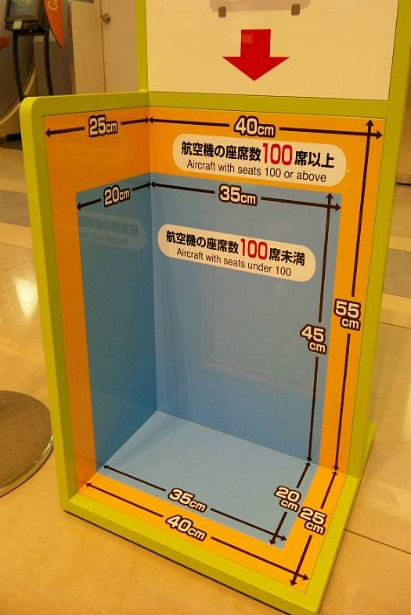 25cm
40cm
航空機の座席数100席以上
Aircraft with seats 100 or above
20cm
35cm
航空機の座席数100席未満
Aircraft with seats under 100
55cm
45cm
35cm
20cm
40cm
25cm